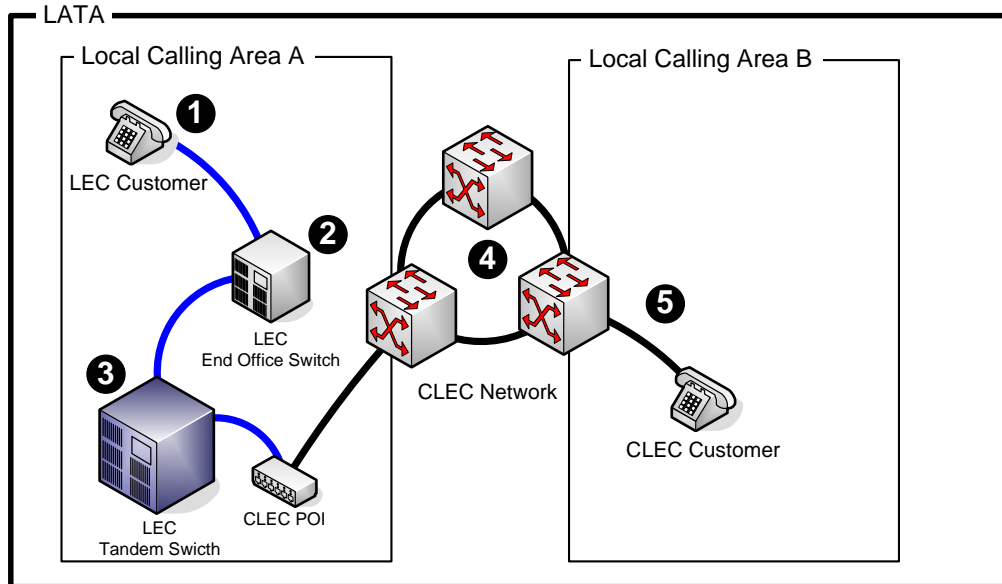 LATA
Local Calling Area A
Local Calling Area B
1
LEC Customer
2
LEC
End Office Switch
3
LEC
Tandem Swicth
CLEC POI
4
CLEC Network
5
CLEC Customer